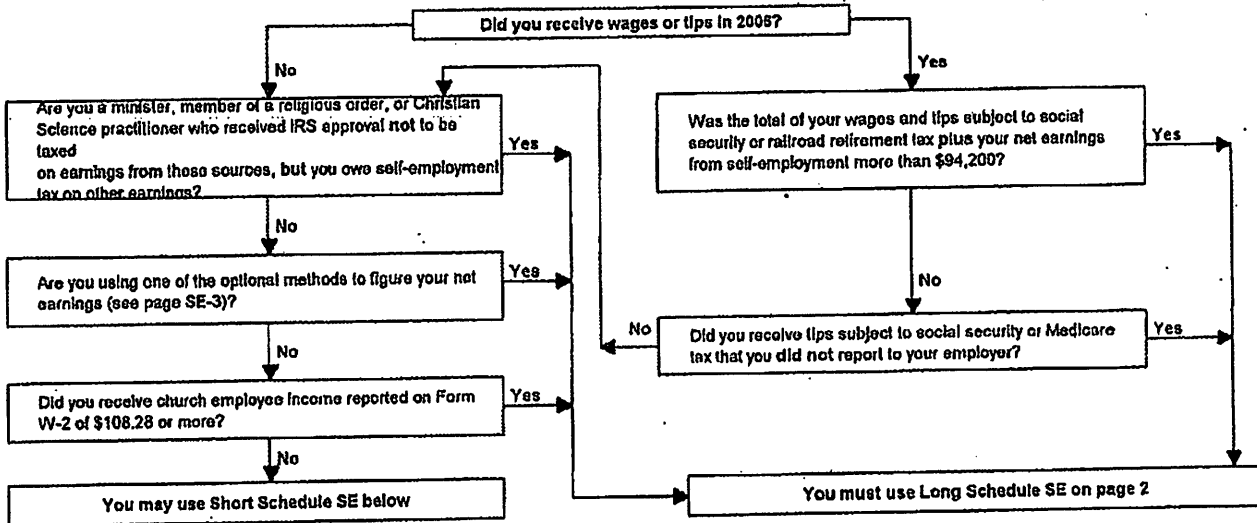 Did you receive wages or tips in 2006?
No
Yes
Are you a minister, member of a religious order, or Christian
Science practitioner who received IRS approval not to be
taxed
on earnings from these sources, but you owe self-employment
tax on other earnings?
Yes
Was the total of your wages and tips subject to social
security or railroad retirement tax plus your net earnings
from self-employment more than $94,200?
Yes
No
Are you using one of the optional methods to figure your net
earnings (see page SE-3)?
Yes
No
No
Did you receive tips subject to social security or Medicare
tax that you did not report to your employer?
Yes
No
Did you receive church employee income reported on Form
W-2 of $108.28 or more?
Yes
No
You may use Short Schedule SE below
You must use Long Schedule SE on page 2